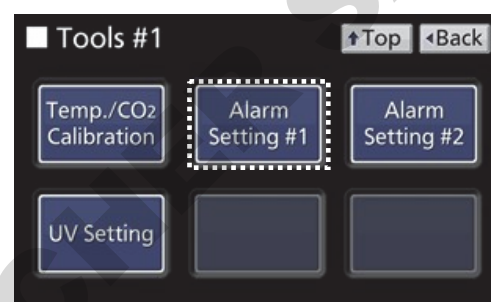 Tools #1
↑Top
◂Back
Temp./CO2
Calibration
Alarm
Setting #1
Alarm
Setting #2
UV Setting